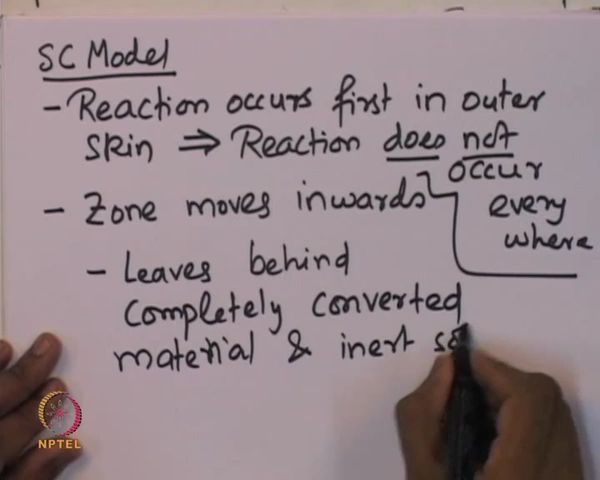 SC Model
- Reaction occurs first in outer
skin ⇒ Reaction does not
occur
every
where
- Zone moves inwards
- Leaves behind
completely converted
material & inert
NPTEL